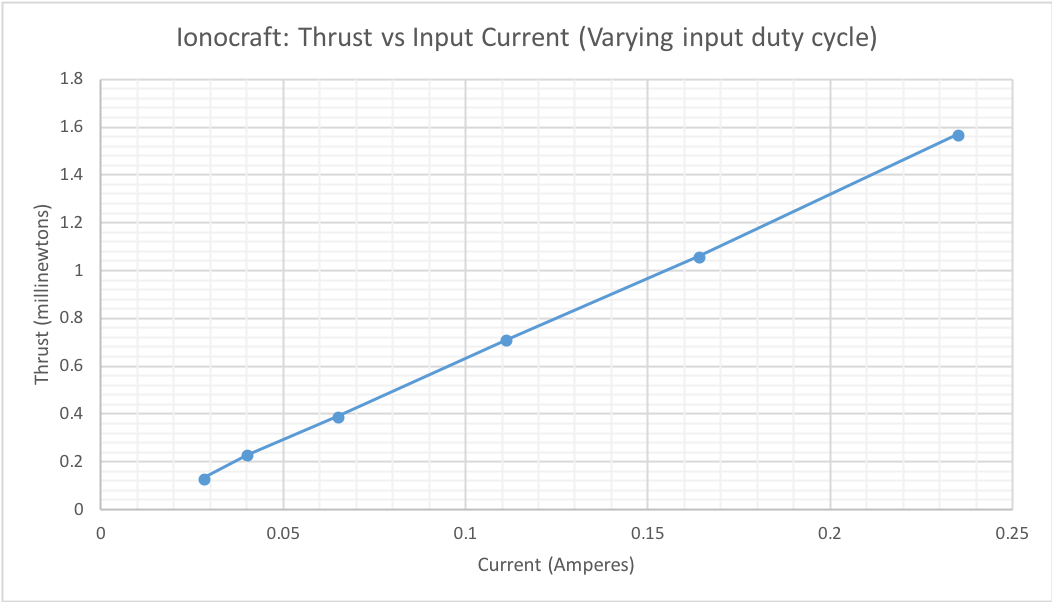 Ionocraft: Thrust vs Input Current (Varying input duty cycle)
1.8
1.6
1.4
1.2
1
0.8
0.6
0.4
0.2
0
Thrust (millinewtons)
0 0.05 0.1 0.15 0.2 0.25
Current (Amperes)